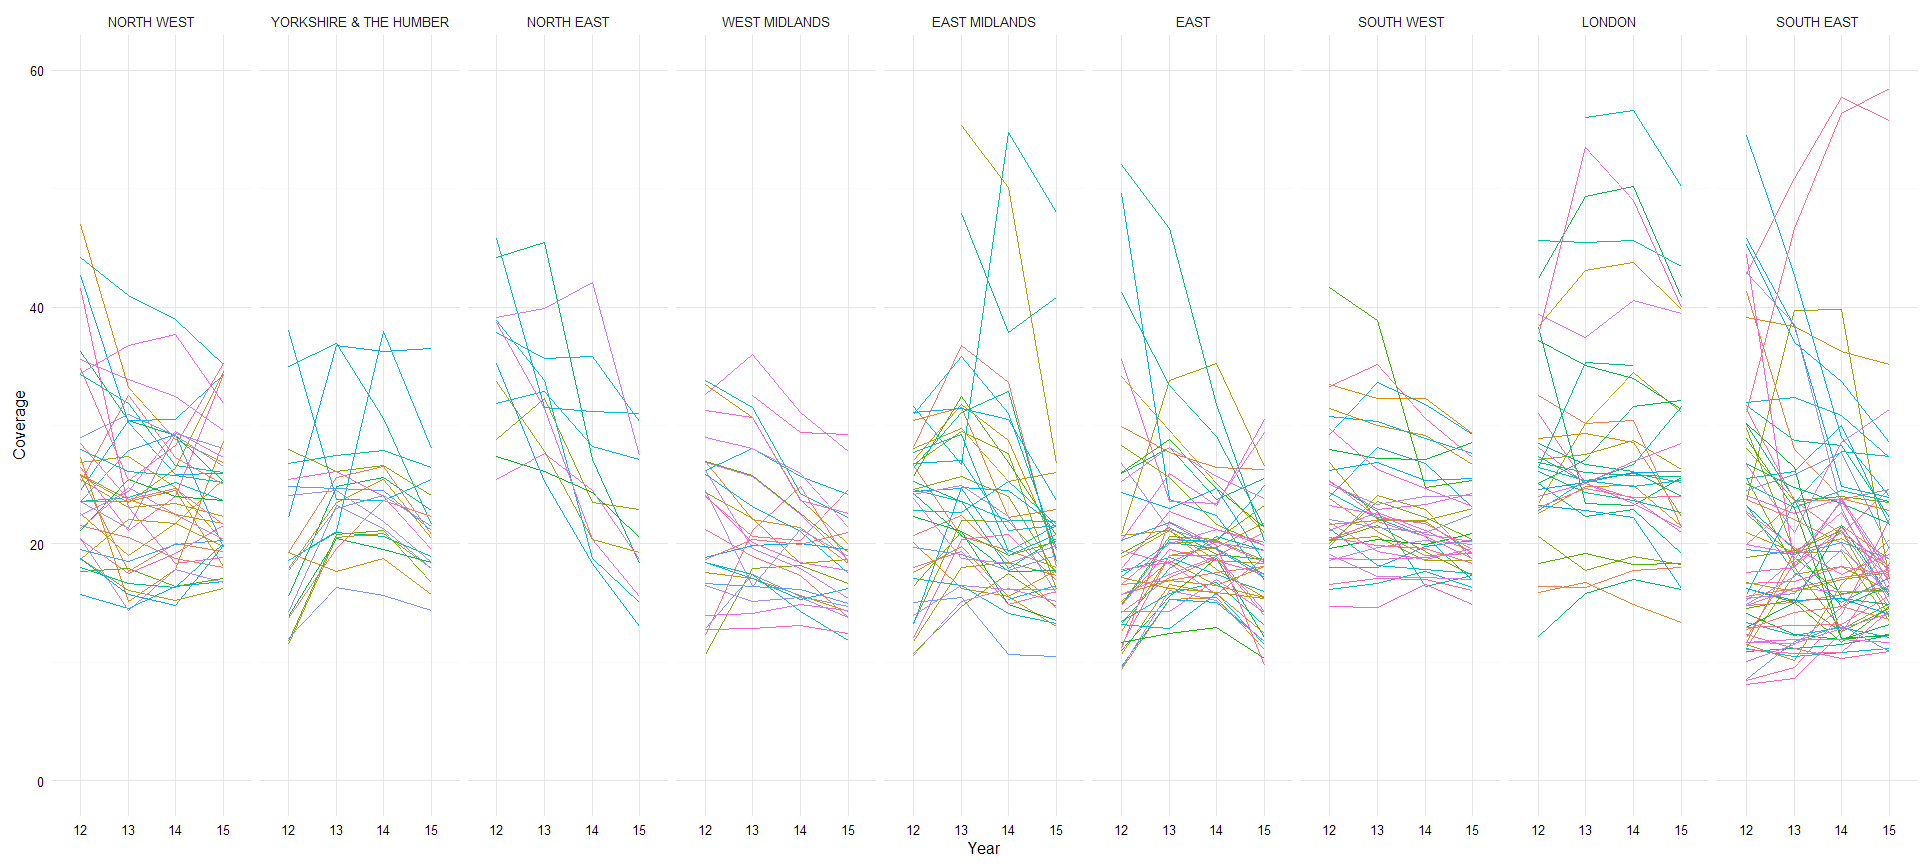 NORTH WEST YORKSHIRE & THE HUMBER NORTH EAST WEST MIDLANDS EAST MIDLANDS EAST SOUTH WEST LONDON SOUTH EAST
60
40
20
0
Coverage
12 13 14 15 12 13 14 15 12 13 14 15 12 13 14 15 12 13 14 15 12 13 14 15 12 13 14 15 12 13 14 15 12 13 14 15
Year